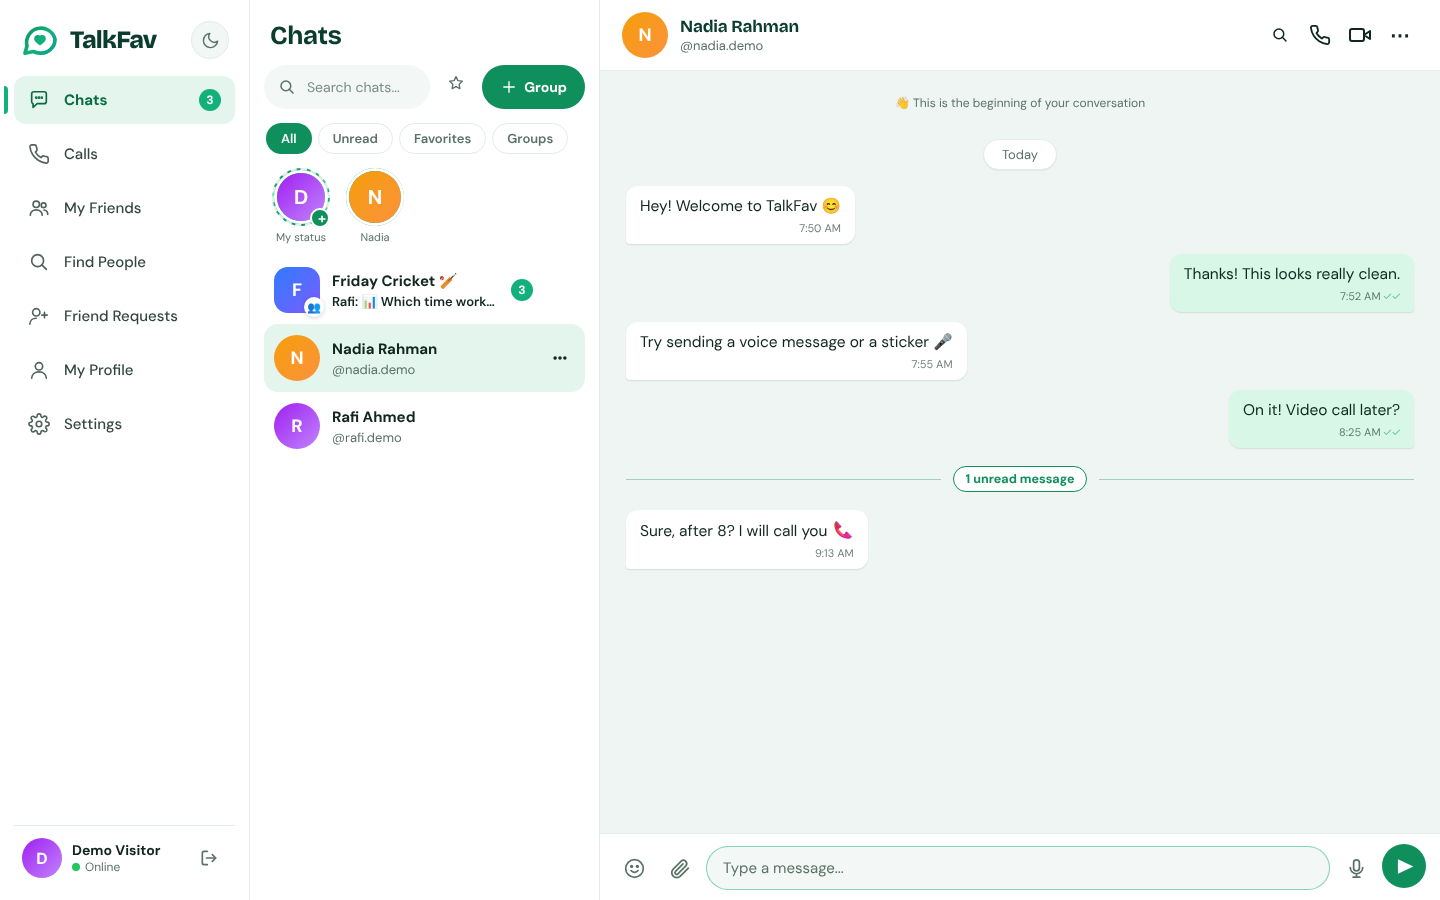 TalkFav
Chats
3
Calls
My Friends
Find People
Friend Requests
My Profile
Settings
D
Demo Visitor
Online
Chats
Search chats...
Group
All
Unread
Favorites
Groups
D
My status
N
Nadia
F
Friday Cricket 🏏
Rafi: 📊 Which time work...
3
N
Nadia Rahman
@nadia.demo
R
Rafi Ahmed
@rafi.demo
N
Nadia Rahman
@nadia.demo
👋 This is the beginning of your conversation
Today
Hey! Welcome to TalkFav 😊
7:50 AM
Thanks! This looks really clean.
7:52 AM
Try sending a voice message or a sticker 🎤
7:55 AM
On it! Video call later?
8:25 AM
1 unread message
Sure, after 8? I will call you 📞
9:13 AM
Type a message...